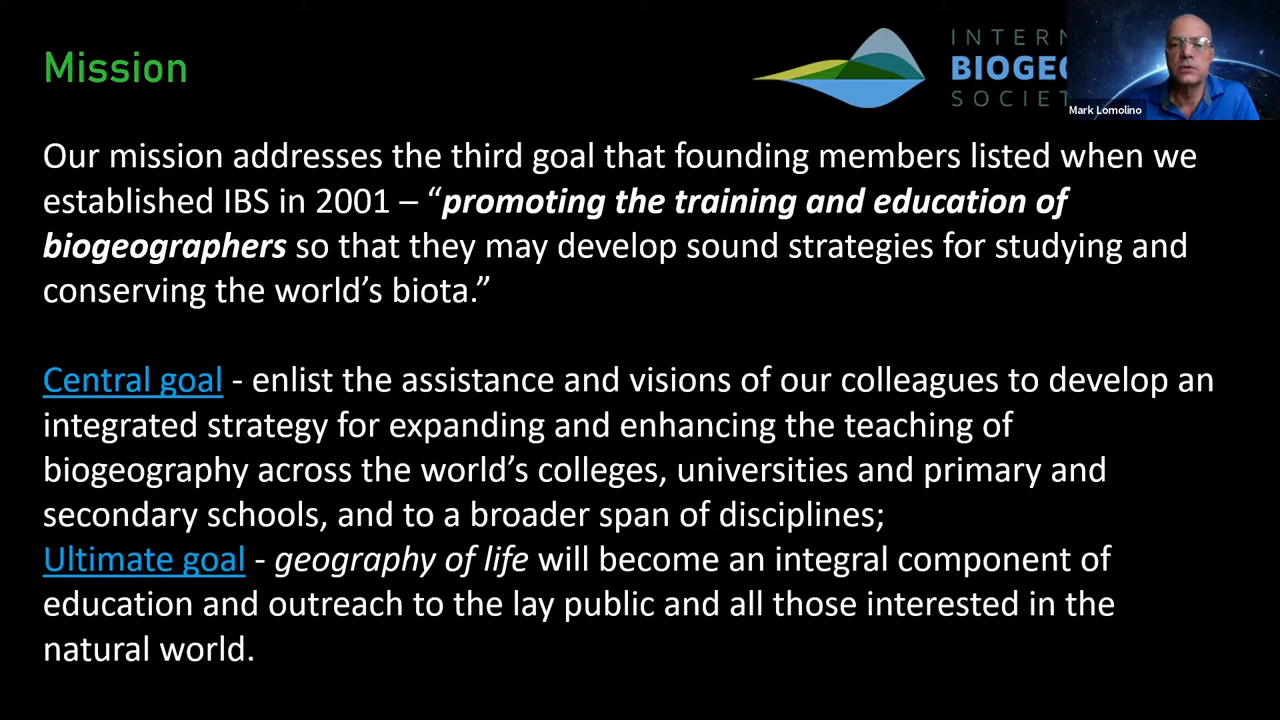 Mission
INTERN
BIOGEO
SOCIET
Mark Lomolino
Our mission addresses the third goal that founding members listed when we
established IBS in 2001 – “promoting the training and education of
biogeographers so that they may develop sound strategies for studying and
conserving the world’s biota.”
Central goal - enlist the assistance and visions of our colleagues to develop an
integrated strategy for expanding and enhancing the teaching of
biogeography across the world’s colleges, universities and primary and
secondary schools, and to a broader span of disciplines;
Ultimate goal - geography of life will become an integral component of
education and outreach to the lay public and all those interested in the
natural world.